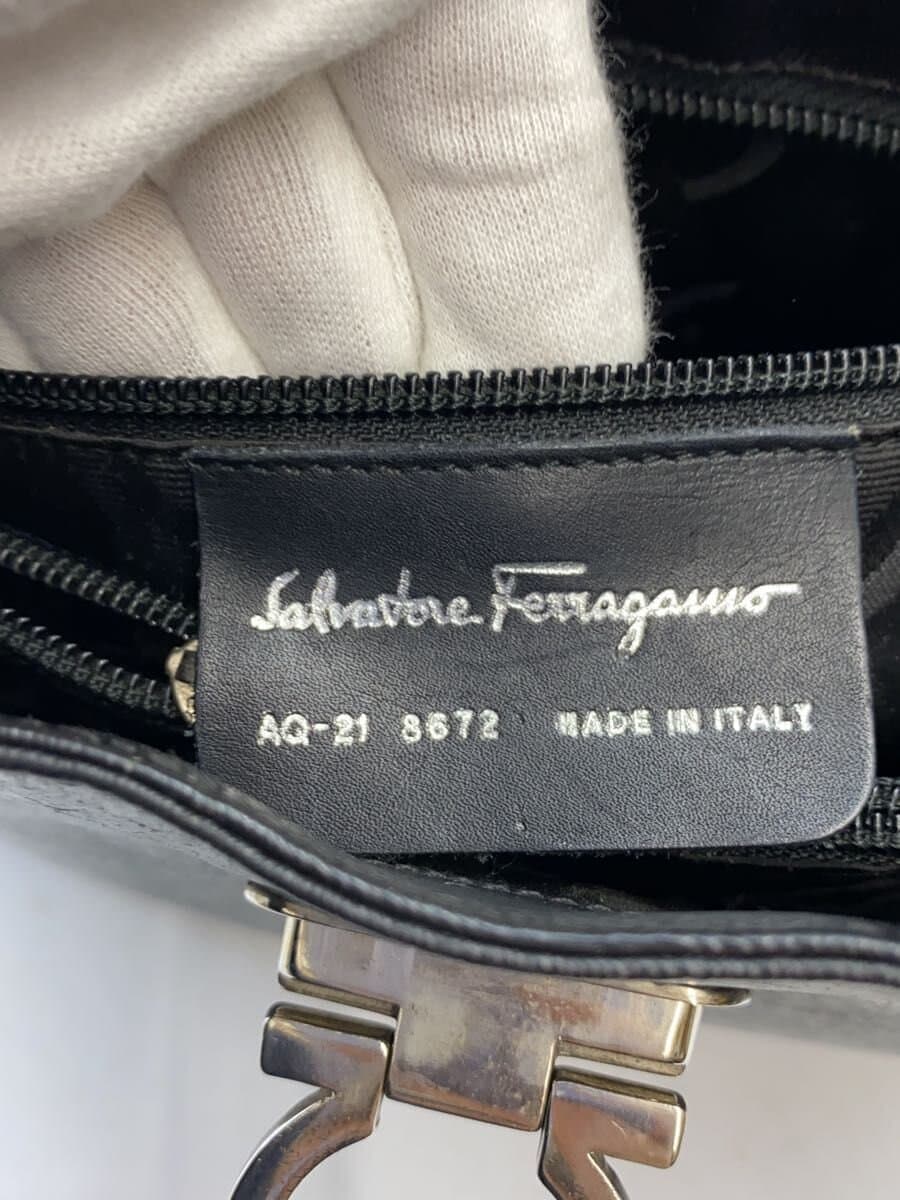 Salvatore Ferragamo
AQ-21 8672 MADE IN ITALY